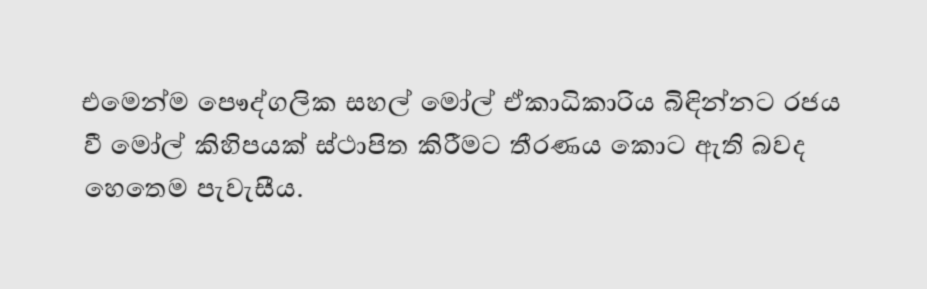 එමෙන්ම පෞද්ගලික සහල් මෝල් ඒකාධිකාරිය බිඳින්නට රජය
වී මෝල් කිහිපයක් ස්ථාපිත කිරීමට තීරණය කොට ඇති බවද
හෙතෙම පැවැසීය.